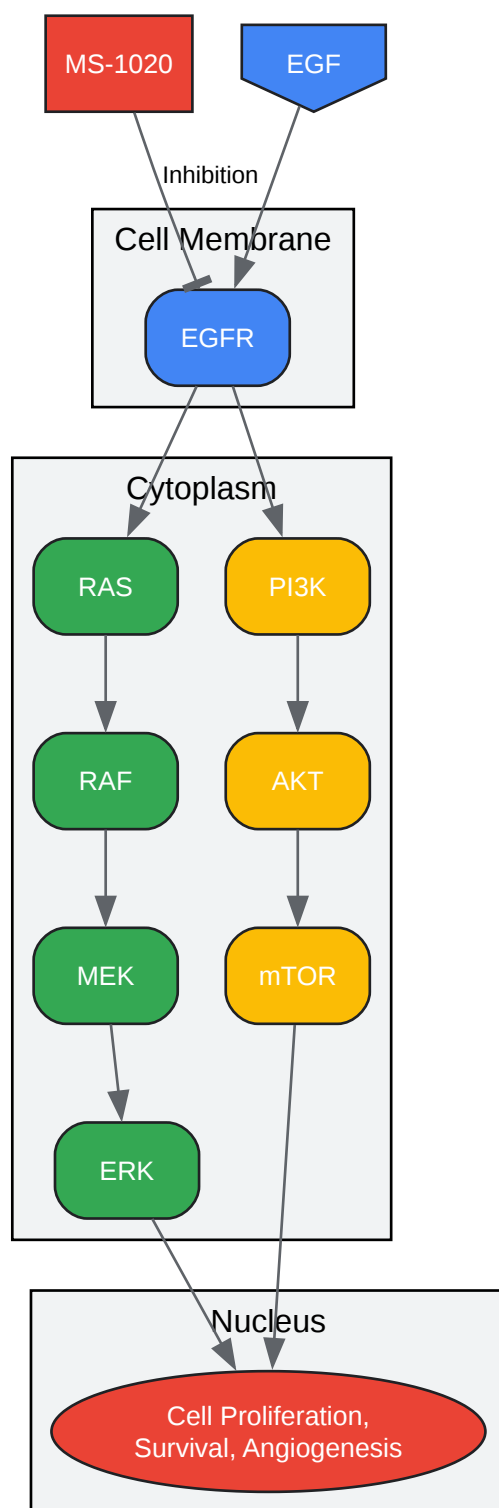 MS-1020
EGF
Inhibition
Cell Membrane
EGFR
Cytoplasm
RAS
PI3K
RAF
AKT
MEK
mTOR
ERK
Nucleus
Cell Proliferation,
Survival, Angiogenesis